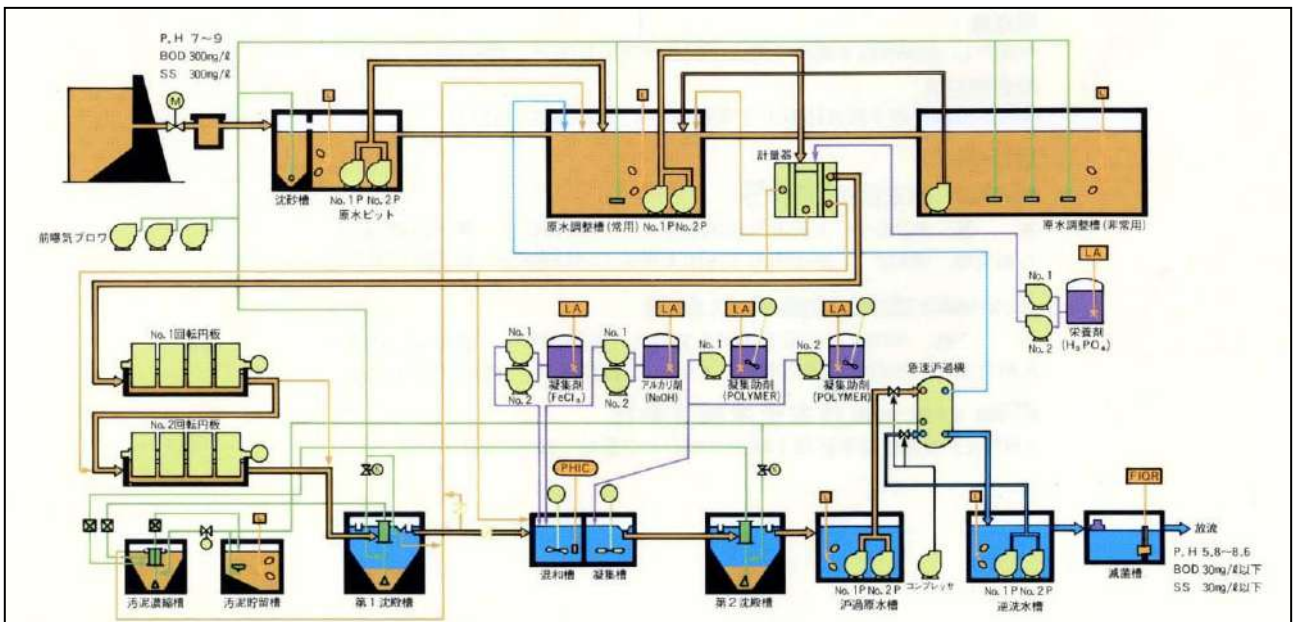 P.H 7～9
BOD 300mg/ℓ
SS 300mg/ℓ
M
L
L
L
計量器
沈砂槽
No.1P No.2P
原水ピット
原水調整槽(常用)
No.1P No.2P
原水調整槽(非常用)
前曝気ブロワ
LA
No.1
No.2
栄養剤
(H₃PO₄)
No.1回転円板
No.1
LA
No.2
凝集剤
(FeCl₃)
No.1
LA
No.2
アルカリ剤
(NaOH)
No.1
LA
凝集助剤
(POLYMER)
No.2
LA
凝集助剤
(POLYMER)
急速沪過機
No.2回転円板
PHIC
FIQR
L
L
L
放流
P.H 5.8～8.6
BOD 30mg/ℓ以下
SS 30mg/ℓ以下
汚泥濃縮槽
汚泥貯留槽
第1沈殿槽
混和槽
凝集槽
第2沈殿槽
No.1P No.2P
沪過原水槽
コンプレッサ
No.1P No.2P
逆洗水槽
滅菌槽